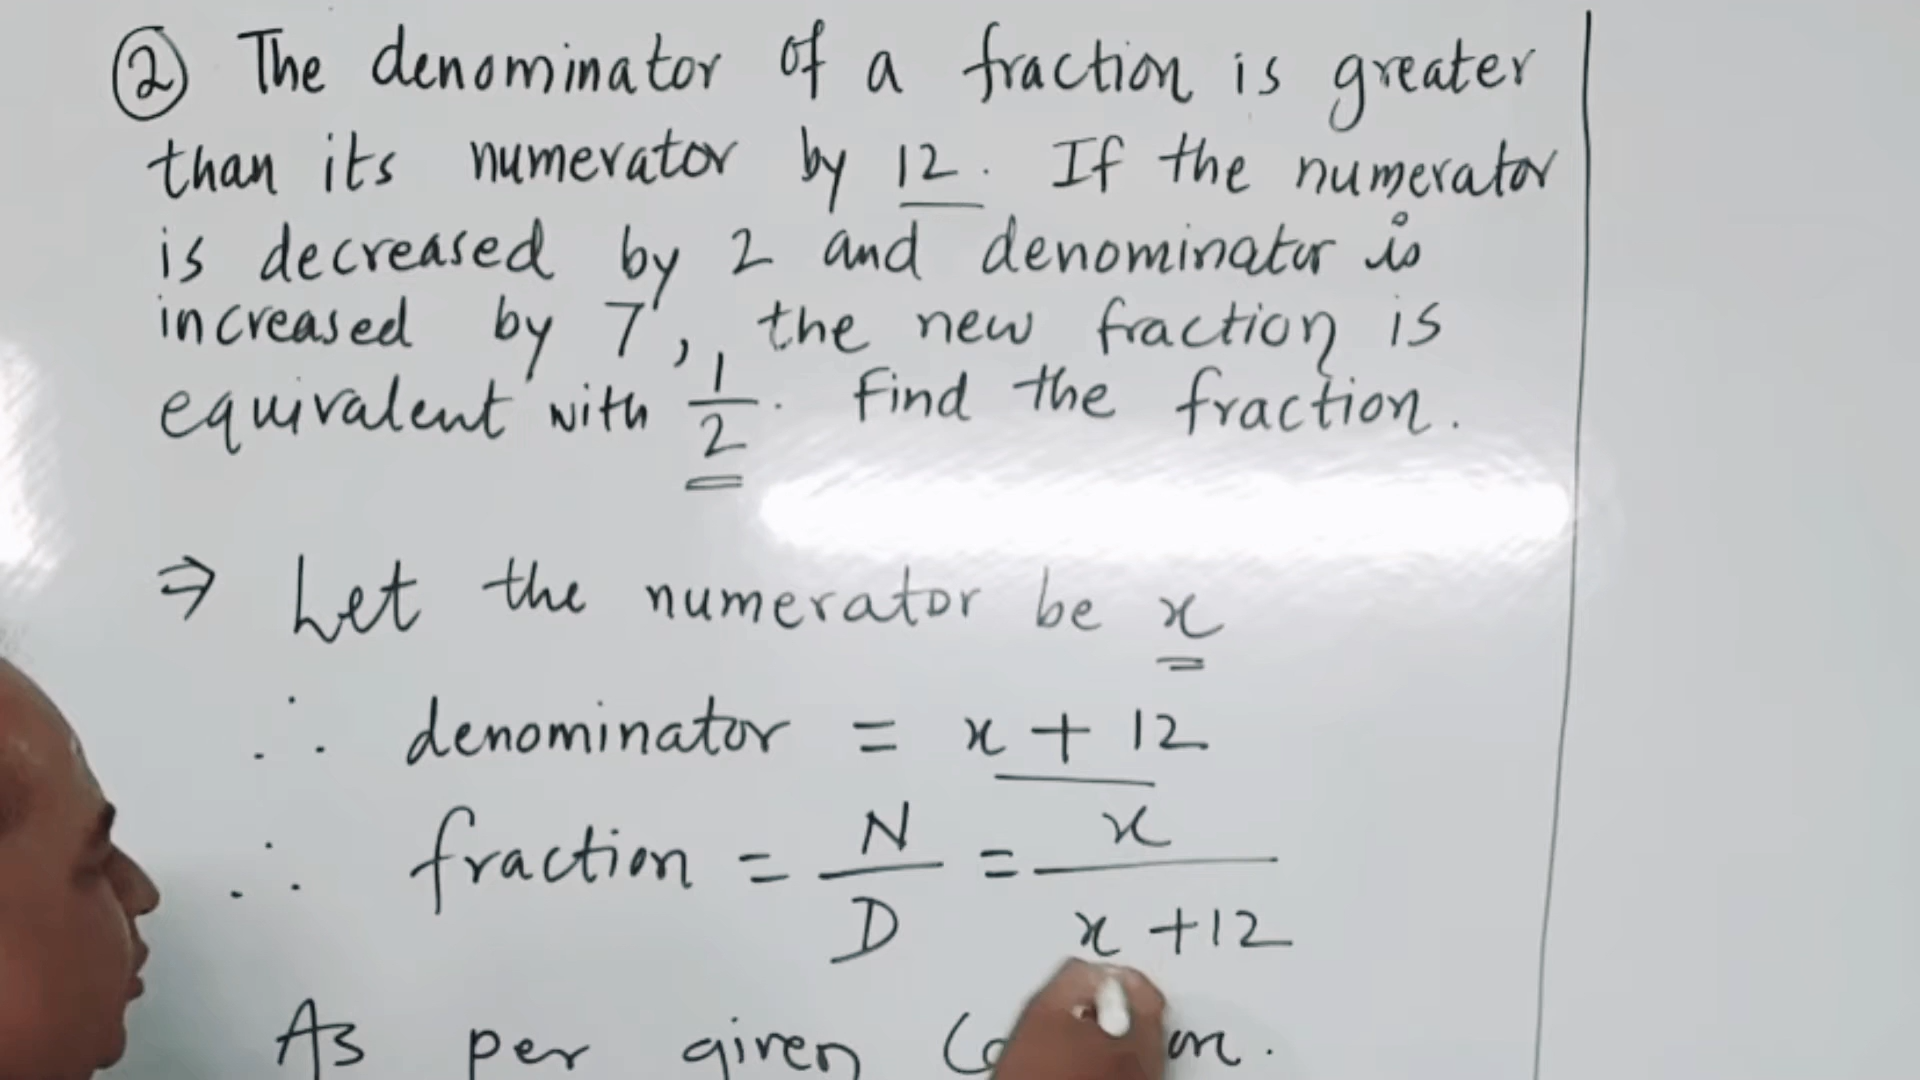 ② The denominator of a fraction is greater
than its numerator by 12. If the numerator
is decreased by 2 and denominator is
increased by 7, the new fraction is
equivalent with 1/2. Find the fraction.
⇒ Let the numerator be x
∴ denominator = x + 12
∴ fraction = N/D = x/(x +12)
As per given